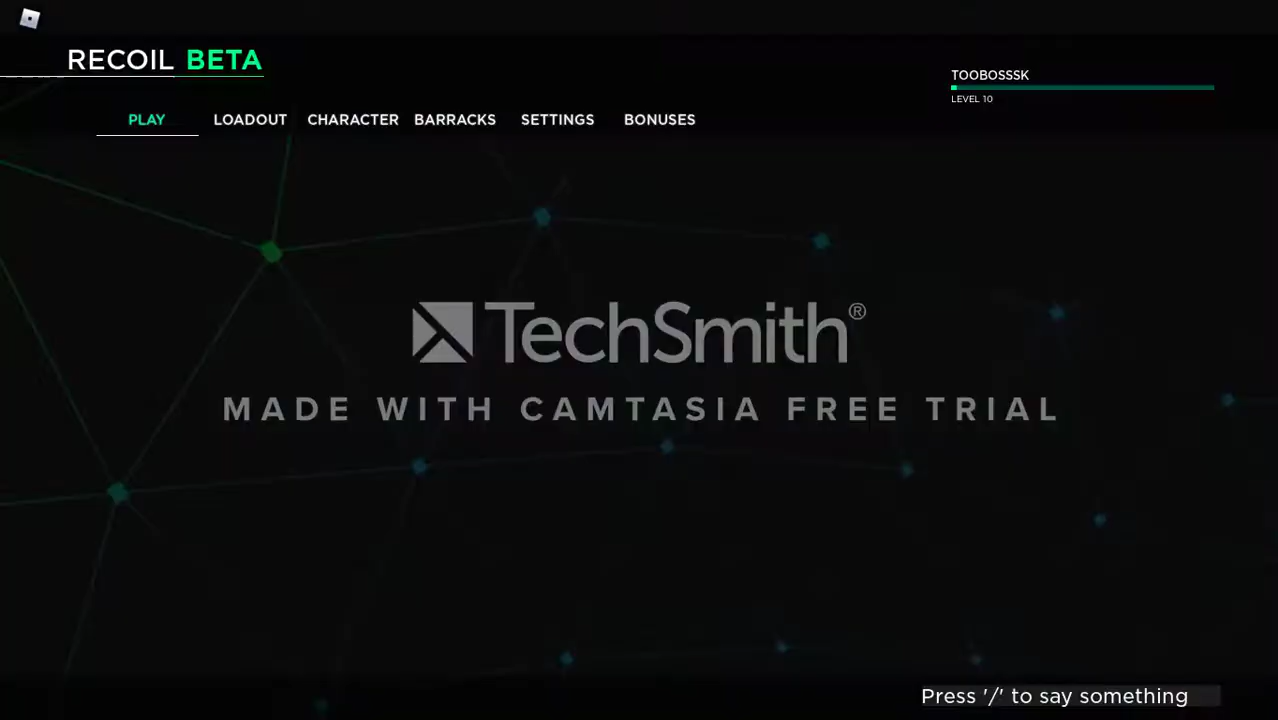 RECOIL BETA
TOOBOSSSK
LEVEL 10
PLAY LOADOUT CHARACTER BARRACKS SETTINGS BONUSES
TechSmith®
MADE WITH CAMTASIA FREE TRIAL
Press '/' to say something